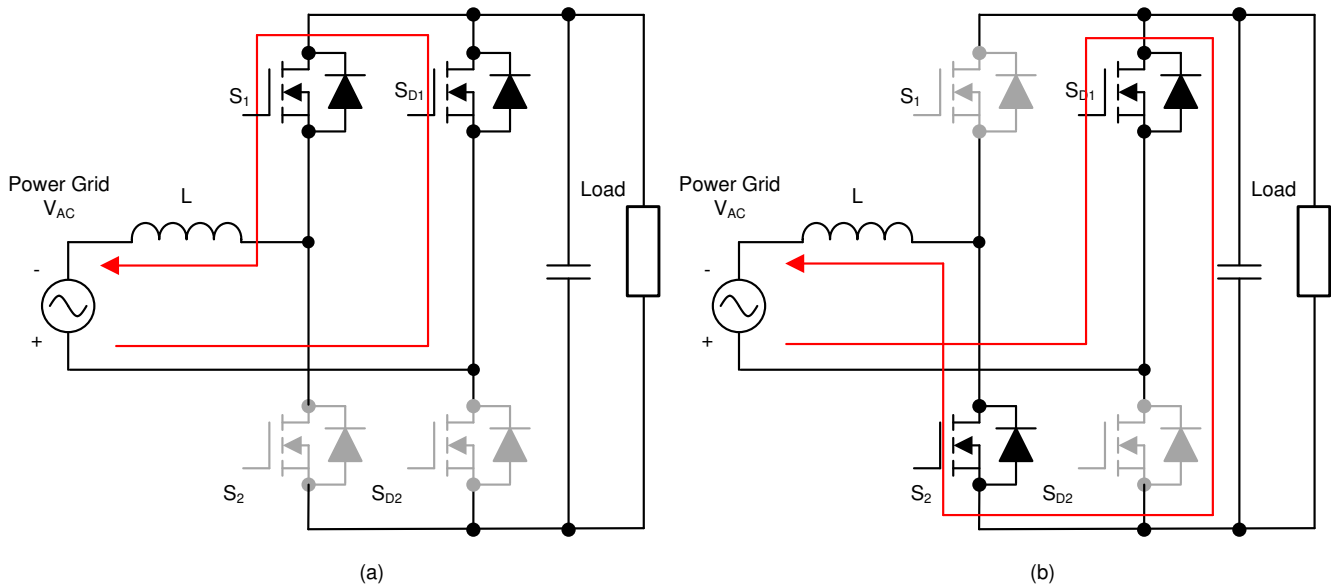 S1
SD1
Power Grid
VAC
L
Load
-
+
S2
SD2
(a)
S1
SD1
Power Grid
VAC
L
Load
-
+
S2
SD2
(b)